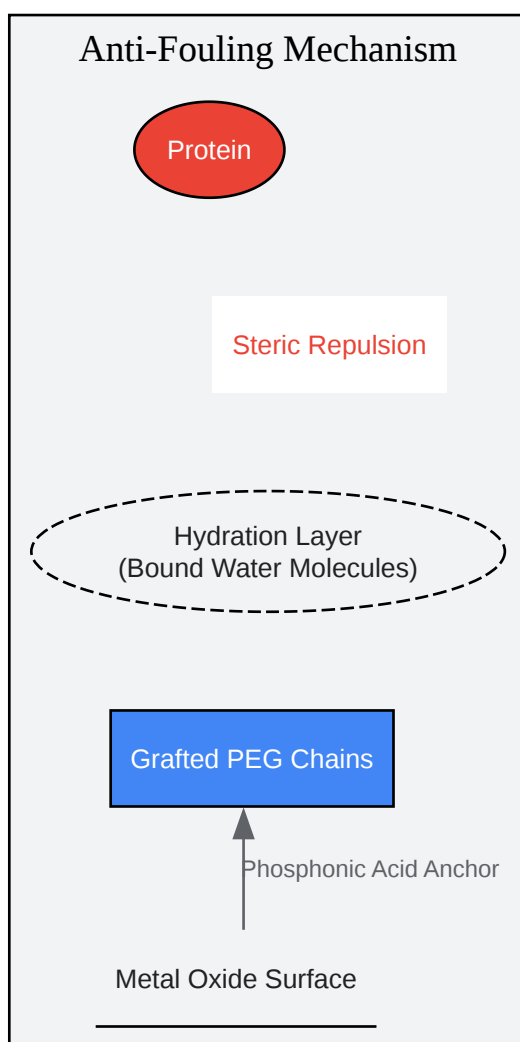 Anti-Fouling Mechanism
Protein
Steric Repulsion
Hydration Layer
(Bound Water Molecules)
Grafted PEG Chains
Phosphonic Acid Anchor
Metal Oxide Surface